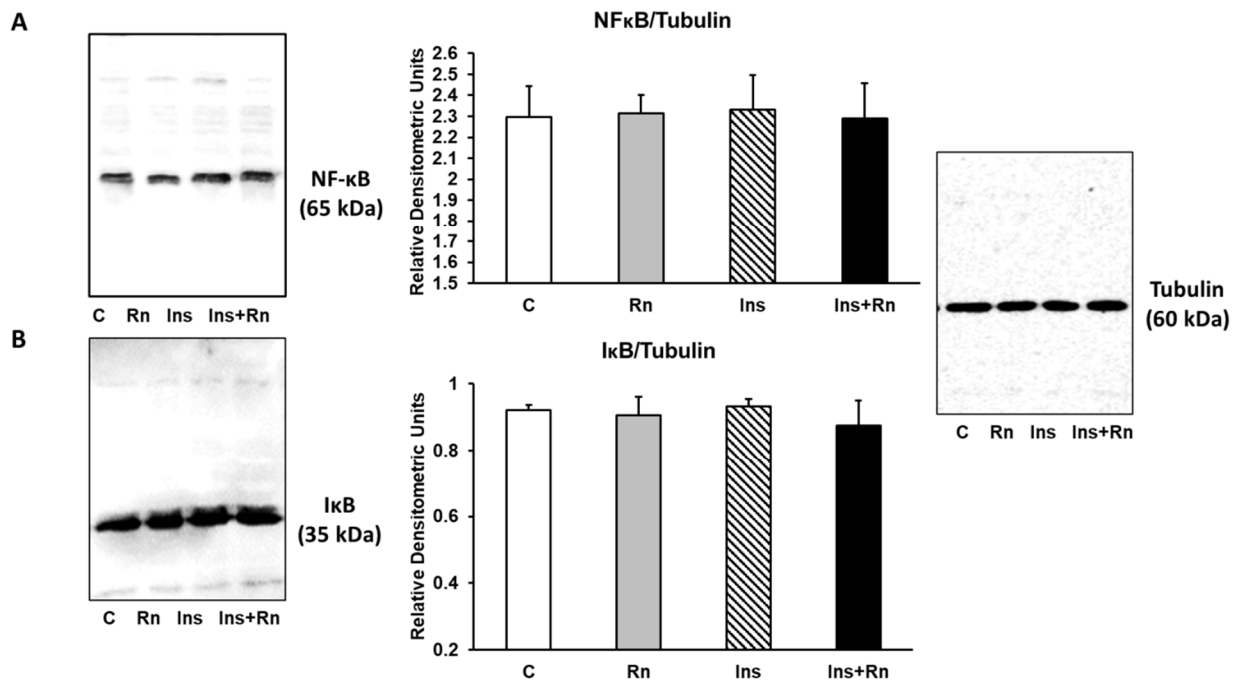 A
NF-κB
(65 kDa)
C Rn Ins Ins+Rn
NFκB/Tubulin
Relative Densitometric Units
2.6
2.5
2.4
2.3
2.2
2.1
2
1.9
1.8
1.7
1.6
1.5
C Rn Ins Ins+Rn
Tubulin
(60 kDa)
C Rn Ins Ins+Rn
B
IκB
(35 kDa)
C Rn Ins Ins+Rn
IκB/Tubulin
Relative Densitometric Units
1
0.8
0.6
0.4
0.2
C Rn Ins Ins+Rn